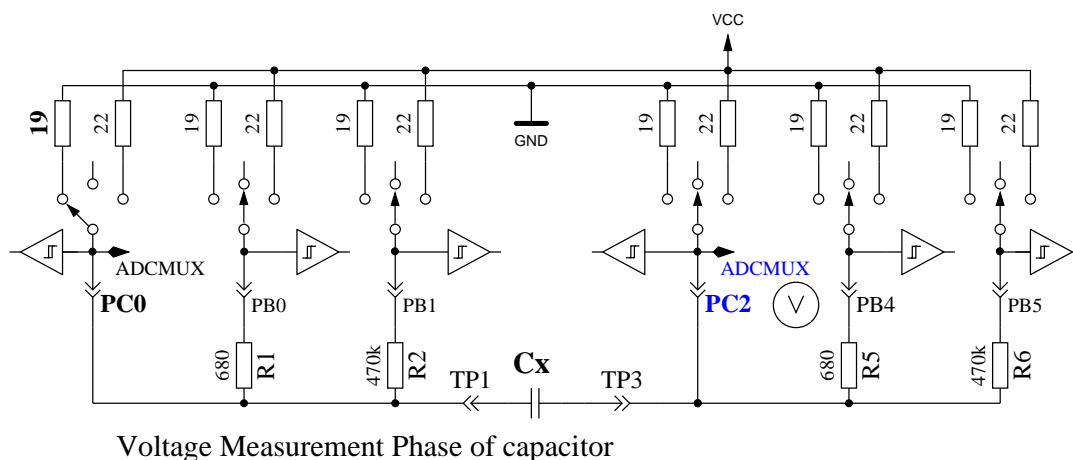 VCC
19
22
19
22
19
22
GND
19
22
19
22
19
22
ADCMUX
PC0
PB0
PB1
ADCMUX
PC2
V
PB4
PB5
680
R1
470k
R2
TP1
Cx
TP3
680
R5
470k
R6
Voltage Measurement Phase of capacitor